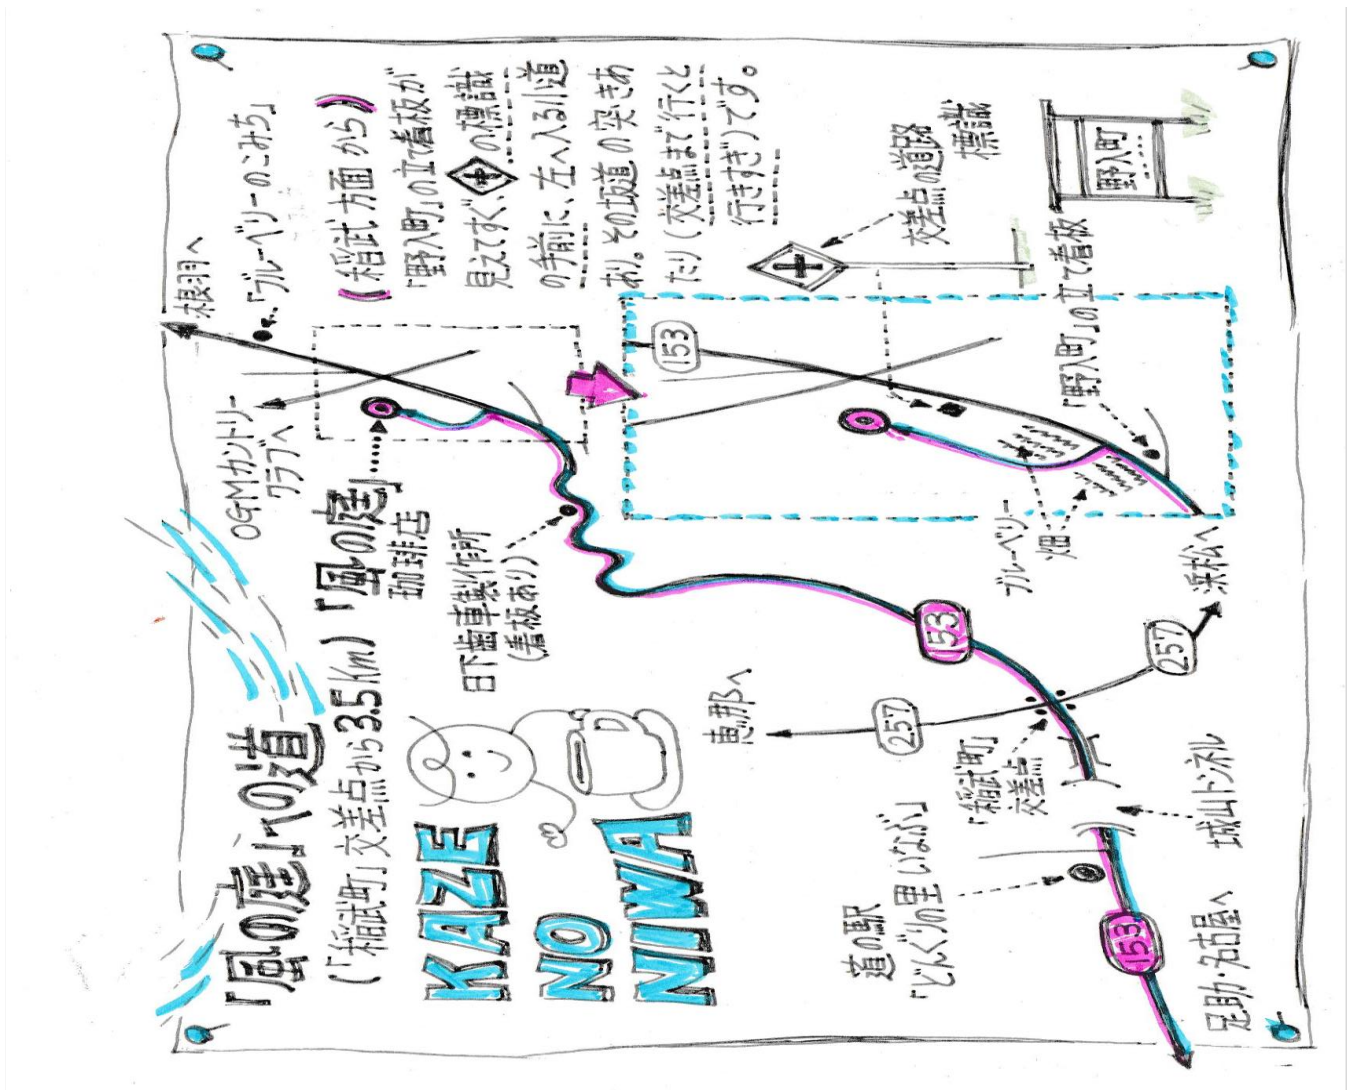 「風の庭」への道
(「稲武町」交差点から3.5Km)
KAZE
NO
NIWA
「風の庭」
珈琲店
OGMカントリー
クラブへ
根羽へ
「ブルーベリーのこみち」
日下歯車製作所
(看板あり)
(稲武方面から)
「野入町」の立て看板が
見えてすぐ、
の標識
の手前に、左へ入る小道
あり。その坂道の突きあ
たり(交差点まで行くと
行きすぎ)です。
交差点の道路
標識
野入町
「野入町」の立て看板
153
ブルーベリー
畑
153
恵那へ
257
257
浜松へ
「稲武町」
交差点
城山トンネル
道の駅
「どんぐりの里いなぶ」
153
足助・名古屋へ